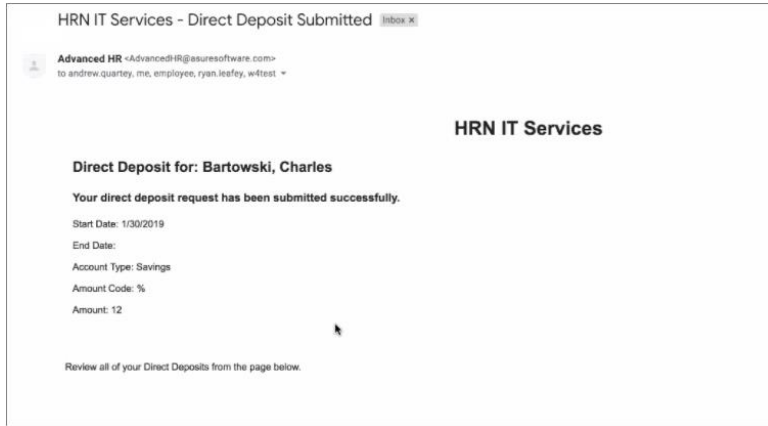 HRN IT Services - Direct Deposit Submitted Inbox ×
Advanced HR <AdvancedHR@asuresoftware.com>
to andrew.quartey, me, employee, ryan.leafey, w4test
HRN IT Services
Direct Deposit for: Bartowski, Charles
Your direct deposit request has been submitted successfully.
Start Date: 1/30/2019
End Date:
Account Type: Savings
Amount Code: %
Amount: 12
Review all of your Direct Deposits from the page below.